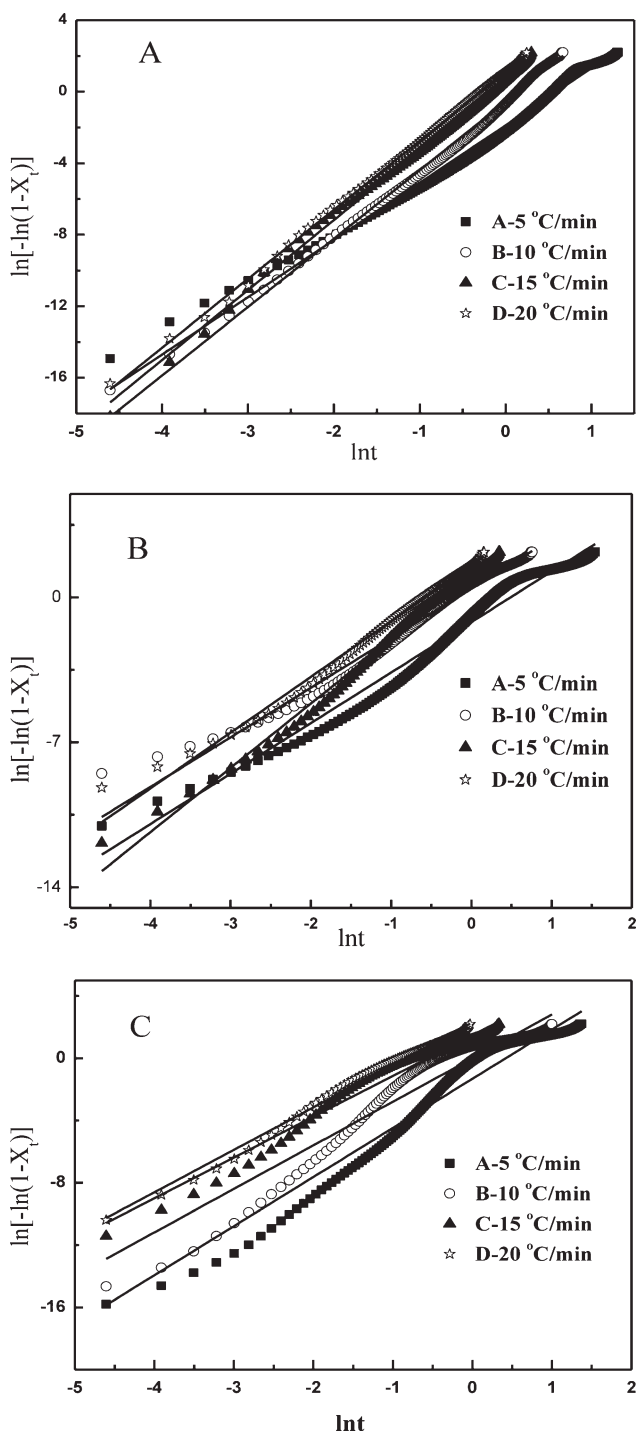 A
4
0
-4
-8
-12
-16
ln[-ln(1-Xt)]
A-5 °C/min
B-10 °C/min
C-15 °C/min
D-20 °C/min
-5 -4 -3 -2 -1 0 1
lnt
B
0
-7
-14
ln[-ln(1-Xt)]
A-5 °C/min
B-10 °C/min
C-15 °C/min
D-20 °C/min
-5 -4 -3 -2 -1 0 1 2
lnt
C
0
-8
-16
ln[-ln(1-Xt)]
A-5 °C/min
B-10 °C/min
C-15 °C/min
D-20 °C/min
-5 -4 -3 -2 -1 0 1 2
lnt